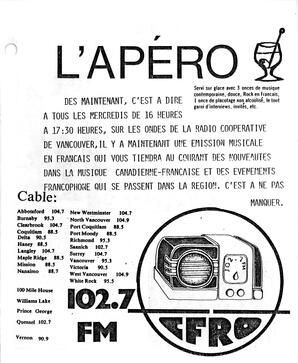 L'APÉRO
Servi sur glace avec 3 onces de musique
contemporaine, douce, Rock en Francais,
1 once de placotage non alcoolisé, le tout
garni d'interviews, invités, etc.
DES MAINTENANT, C'EST A DIRE
A TOUS LES MERCREDIS DE 16 HEURES
A 17:30 HEURES, SUR LES ONDES DE LA RADIO COOPERATIVE
DE VANCOUVER, IL Y A MAINTENANT UNE EMISSION MUSICALE
EN FRANCAIS QUI VOUS TIENDRA AU COURANT DES NOUVEAUTES
DANS LA MUSIQUE CANADIENNE-FRANCAISE ET DES EVEMENENTS
FRANCOPHONE QUI SE PASSENT DANS LA REGION. C'EST A NE PAS
MANQUER.
Cable:
Abbotsford 104.7
Burnaby 95.3
Clearbrook 104.7
Coquitlam 88.5
Delta 90.5
Haney 88.5
Langley 104.7
Maple Ridge 88.5
Mission 88.5
Nanaimo 88.7
100 Mile House
Williams Lake
Prince George
Quesnel 102.7
Vernon 90.9
New Westminster 104.7
North Vancouver 104.9
Port Coquitlam 88.5
Port Moody 88.5
Richmond 95.3
Saanich 102.7
Surrey 104.7
Vancouver 95.5
Victoria 90.5
West Vancouver 104.9
White Rock 95.5
102.7
FM
CFRO